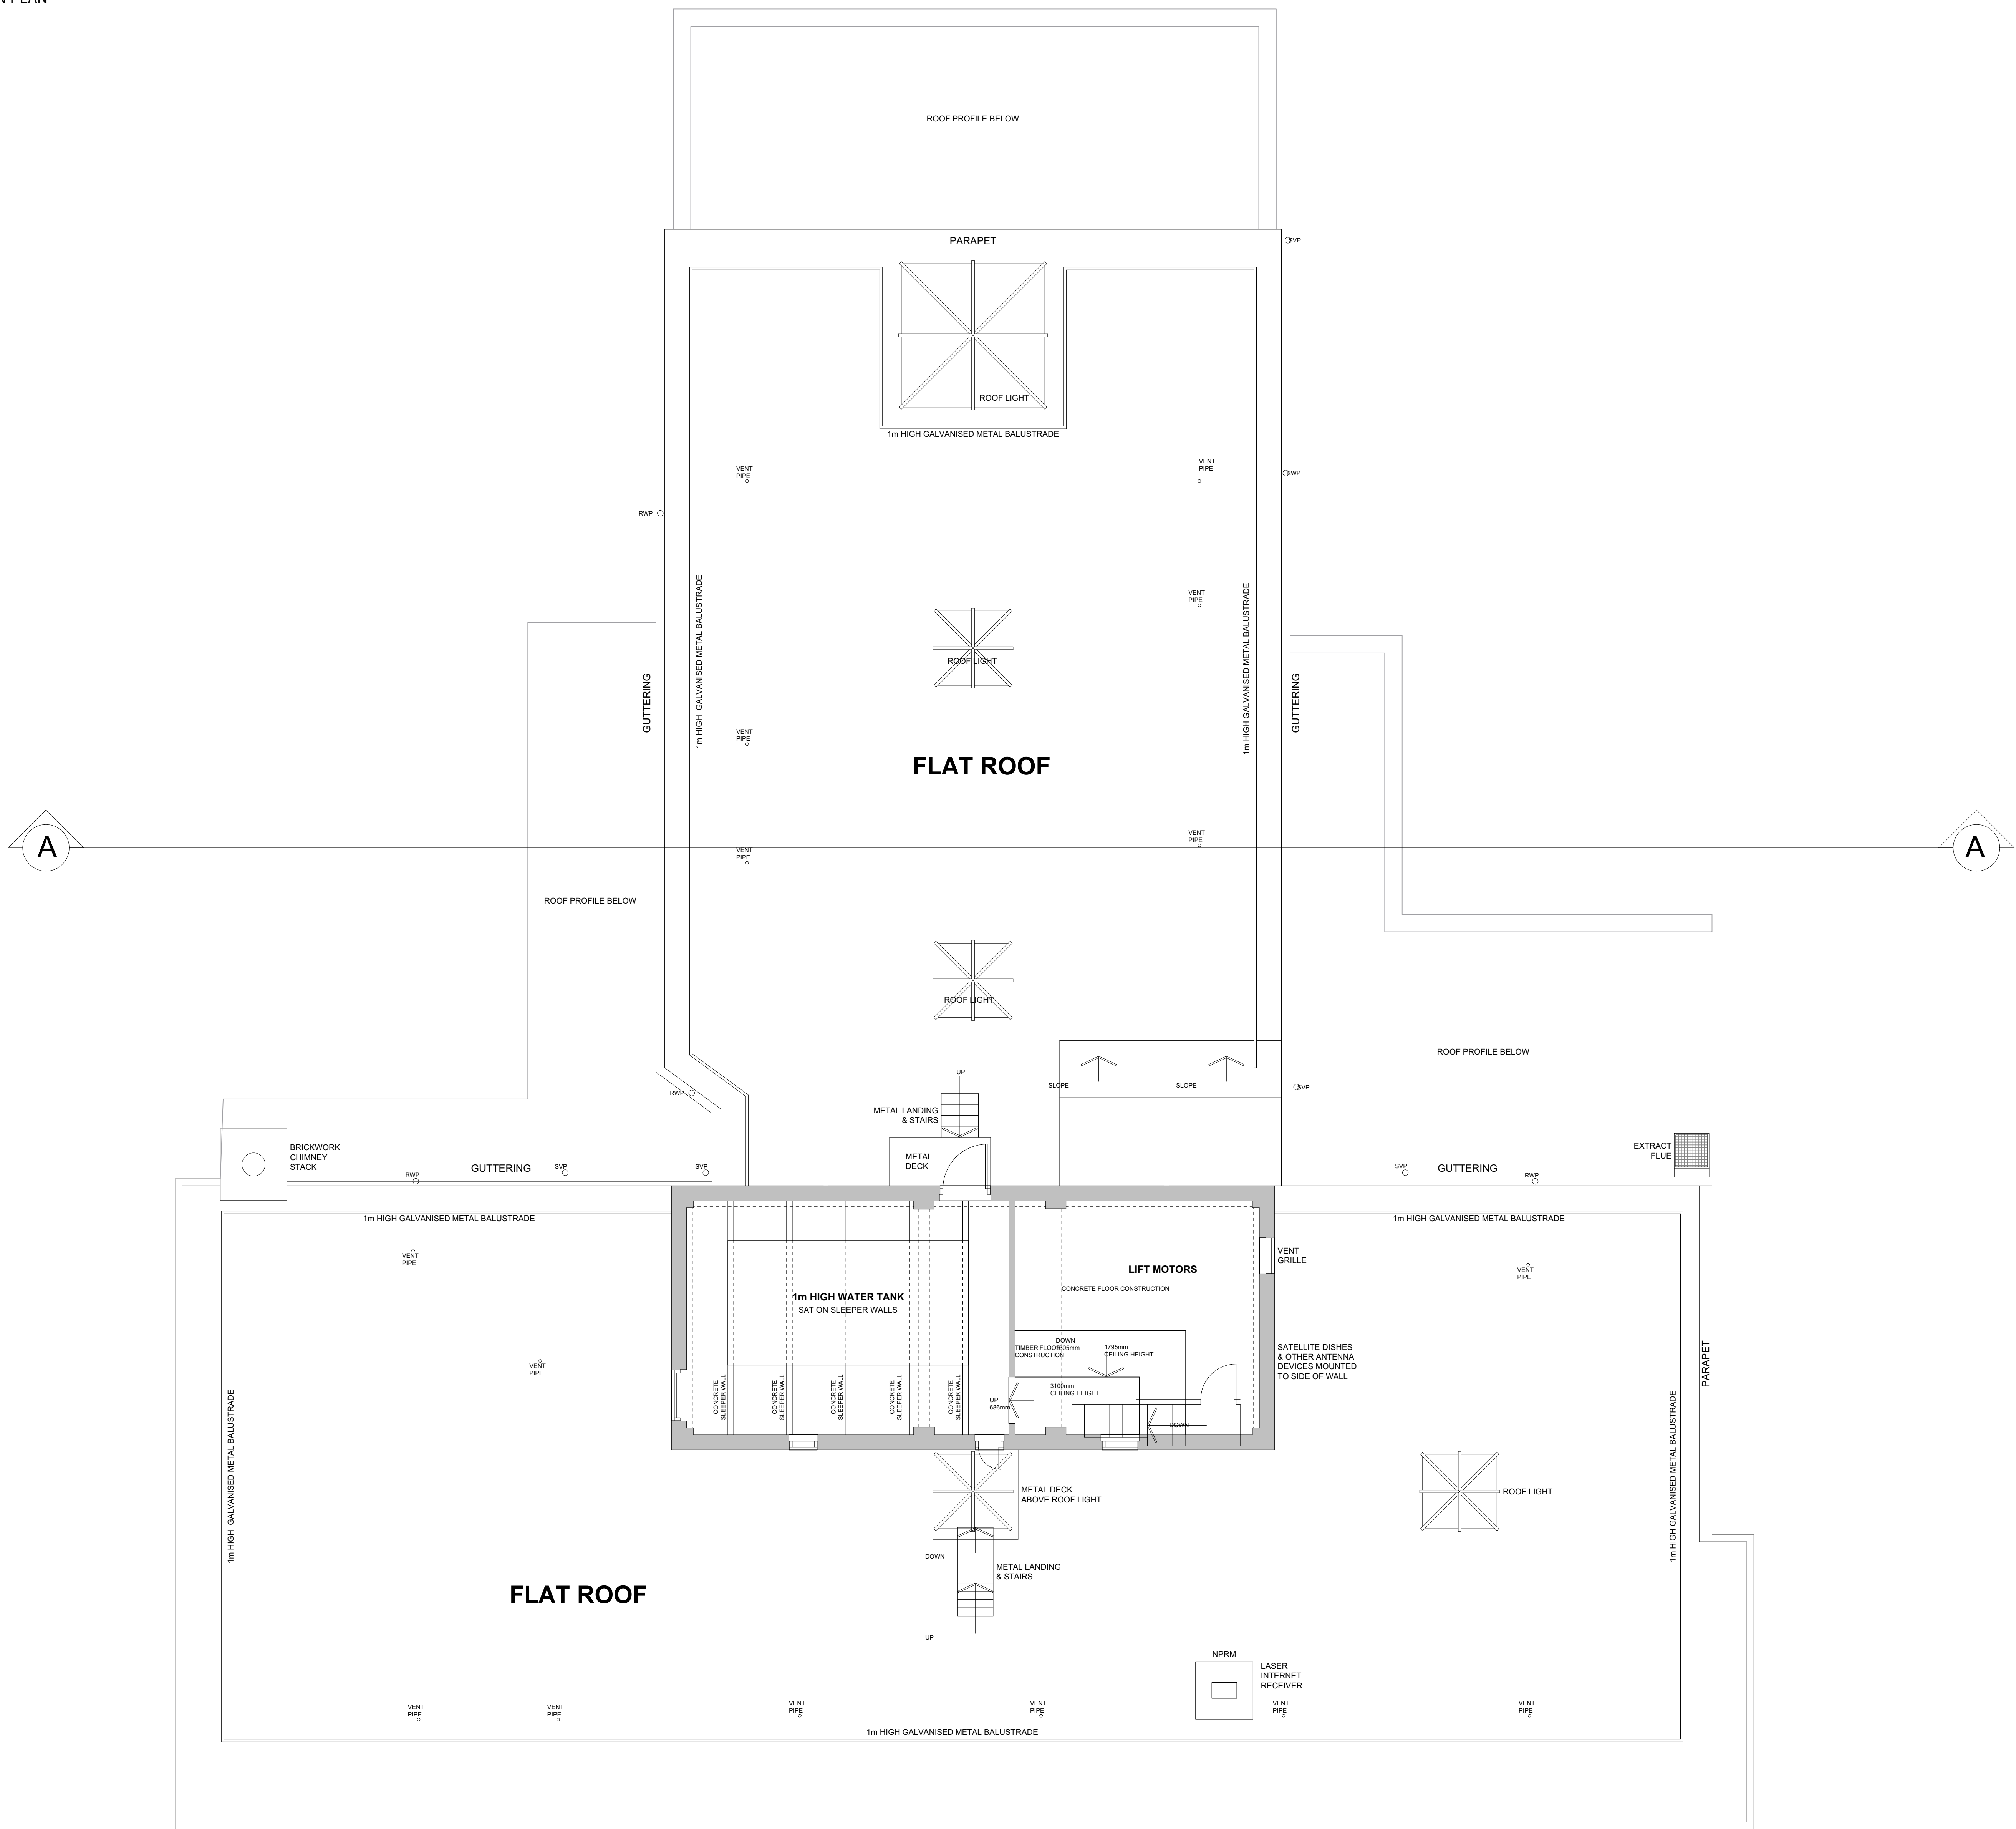 ROOF PROFILE BELOW
PARAPET
SVP
ROOF LIGHT
1m HIGH GALVANISED METAL BALUSTRADE
VENT
PIPE
VENT
PIPE
RWP
RWP
1m HIGH GALVANISED METAL BALUSTRADE
1m HIGH GALVANISED METAL BALUSTRADE
VENT
PIPE
ROOF LIGHT
GUTTERING
GUTTERING
VENT
PIPE
FLAT ROOF
VENT
PIPE
A
A
VENT
PIPE
ROOF PROFILE BELOW
ROOF LIGHT
ROOF PROFILE BELOW
UP
SLOPE
SLOPE
SVP
RWP
METAL LANDING
& STAIRS
BRICKWORK
CHIMNEY
STACK
METAL
DECK
EXTRACT
FLUE
RWP
GUTTERING
SVP
SVP
SVP
GUTTERING
RWP
1m HIGH GALVANISED METAL BALUSTRADE
1m HIGH GALVANISED METAL BALUSTRADE
VENT
PIPE
VENT
GRILLE
VENT
PIPE
LIFT MOTORS
CONCRETE FLOOR CONSTRUCTION
1m HIGH WATER TANK
SAT ON SLEEPER WALLS
DOWN
TIMBER FLOOR
CONSTRUCTION
1795mm
CEILING HEIGHT
SATELLITE DISHES
& OTHER ANTENNA
DEVICES MOUNTED
TO SIDE OF WALL
PARAPET
VENT
PIPE
3100mm
CEILING HEIGHT
CONCRETE
SLEEPER WALL
CONCRETE
SLEEPER WALL
CONCRETE
SLEEPER WALL
CONCRETE
SLEEPER WALL
CONCRETE
SLEEPER WALL
UP
686mm
DOWN
1m HIGH GALVANISED METAL BALUSTRADE
1m HIGH GALVANISED METAL BALUSTRADE
METAL DECK
ABOVE ROOF LIGHT
ROOF LIGHT
DOWN
METAL LANDING
& STAIRS
FLAT ROOF
UP
NPRM
LASER
INTERNET
RECEIVER
VENT
PIPE
VENT
PIPE
VENT
PIPE
VENT
PIPE
VENT
PIPE
VENT
PIPE
1m HIGH GALVANISED METAL BALUSTRADE